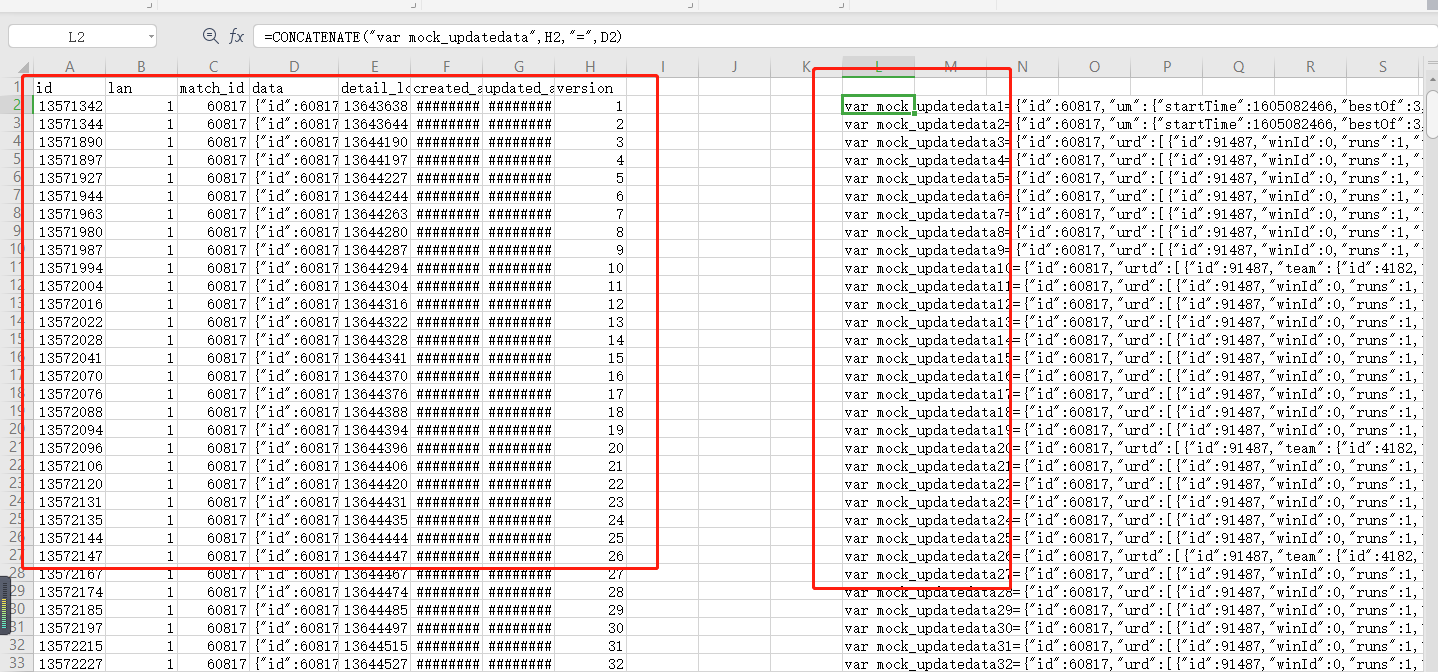 L2 fx =CONCATENATE("var mock_updatedata",H2,"=",D2)
A B C D E F G H I J K L M N O P Q R S
1 id lan match_id data detail_lo created_a updated_a version
2 13571342 1 60817 {"id":60817 13643638 ######## ######## 1 var mock_updatedata1= {"id":60817,"um":{"startTime":1605082466,"bestOf":3
3 13571344 1 60817 {"id":60817 13643644 ######## ######## 2 var mock_updatedata2= {"id":60817,"um":{"startTime":1605082466,"bestOf":3
4 13571890 1 60817 {"id":60817 13644190 ######## ######## 3 var mock_updatedata3= {"id":60817,"urd":[{"id":91487,"winId":0,"runs":1,"
5 13571897 1 60817 {"id":60817 13644197 ######## ######## 4 var mock_updatedata4= {"id":60817,"urd":[{"id":91487,"winId":0,"runs":1,"
6 13571927 1 60817 {"id":60817 13644227 ######## ######## 5 var mock_updatedata5= {"id":60817,"urd":[{"id":91487,"winId":0,"runs":1,"
7 13571944 1 60817 {"id":60817 13644244 ######## ######## 6 var mock_updatedata6= {"id":60817,"urd":[{"id":91487,"winId":0,"runs":1,"
8 13571963 1 60817 {"id":60817 13644263 ######## ######## 7 var mock_updatedata7= {"id":60817,"urd":[{"id":91487,"winId":0,"runs":1,"
9 13571980 1 60817 {"id":60817 13644280 ######## ######## 8 var mock_updatedata8= {"id":60817,"urd":[{"id":91487,"winId":0,"runs":1,"
10 13571987 1 60817 {"id":60817 13644287 ######## ######## 9 var mock_updatedata9= {"id":60817,"urd":[{"id":91487,"winId":0,"runs":1,"
11 13571994 1 60817 {"id":60817 13644294 ######## ######## 10 var mock_updatedata10={"id":60817,"urtd":[{"id":91487,"team":{"id":4182,
12 13572004 1 60817 {"id":60817 13644304 ######## ######## 11 var mock_updatedata11={"id":60817,"urd":[{"id":91487,"winId":0,"runs":1,
13 13572016 1 60817 {"id":60817 13644316 ######## ######## 12 var mock_updatedata12={"id":60817,"urd":[{"id":91487,"winId":0,"runs":1,
14 13572022 1 60817 {"id":60817 13644322 ######## ######## 13 var mock_updatedata13={"id":60817,"urd":[{"id":91487,"winId":0,"runs":1,
15 13572028 1 60817 {"id":60817 13644328 ######## ######## 14 var mock_updatedata14={"id":60817,"urd":[{"id":91487,"winId":0,"runs":1,
16 13572041 1 60817 {"id":60817 13644341 ######## ######## 15 var mock_updatedata15={"id":60817,"urd":[{"id":91487,"winId":0,"runs":1,
17 13572070 1 60817 {"id":60817 13644370 ######## ######## 16 var mock_updatedata16={"id":60817,"urd":[{"id":91487,"winId":0,"runs":1,
18 13572076 1 60817 {"id":60817 13644376 ######## ######## 17 var mock_updatedata17={"id":60817,"urd":[{"id":91487,"winId":0,"runs":1,
19 13572088 1 60817 {"id":60817 13644388 ######## ######## 18 var mock_updatedata18={"id":60817,"urd":[{"id":91487,"winId":0,"runs":1,
20 13572094 1 60817 {"id":60817 13644394 ######## ######## 19 var mock_updatedata19={"id":60817,"urd":[{"id":91487,"winId":0,"runs":1,
21 13572096 1 60817 {"id":60817 13644396 ######## ######## 20 var mock_updatedata20={"id":60817,"urtd":[{"id":91487,"team":{"id":4182,
22 13572106 1 60817 {"id":60817 13644406 ######## ######## 21 var mock_updatedata21={"id":60817,"urd":[{"id":91487,"winId":0,"runs":1,
23 13572120 1 60817 {"id":60817 13644420 ######## ######## 22 var mock_updatedata22={"id":60817,"urd":[{"id":91487,"winId":0,"runs":1,
24 13572131 1 60817 {"id":60817 13644431 ######## ######## 23 var mock_updatedata23={"id":60817,"urd":[{"id":91487,"winId":0,"runs":1,
25 13572135 1 60817 {"id":60817 13644435 ######## ######## 24 var mock_updatedata24={"id":60817,"urd":[{"id":91487,"winId":0,"runs":1,
26 13572144 1 60817 {"id":60817 13644444 ######## ######## 25 var mock_updatedata25={"id":60817,"urd":[{"id":91487,"winId":0,"runs":1,
27 13572147 1 60817 {"id":60817 13644447 ######## ######## 26 var mock_updatedata26={"id":60817,"urtd":[{"id":91487,"team":{"id":4182,
28 13572167 1 60817 {"id":60817 13644467 ######## ######## 27 var mock_updatedata27={"id":60817,"urd":[{"id":91487,"winId":0,"runs":1,
29 13572174 1 60817 {"id":60817 13644474 ######## ######## 28 var mock_updatedata28={"id":60817,"urd":[{"id":91487,"winId":0,"runs":1,
30 13572185 1 60817 {"id":60817 13644485 ######## ######## 29 var mock_updatedata29={"id":60817,"urd":[{"id":91487,"winId":0,"runs":1,
31 13572197 1 60817 {"id":60817 13644497 ######## ######## 30 var mock_updatedata30={"id":60817,"urd":[{"id":91487,"winId":0,"runs":1,
32 13572215 1 60817 {"id":60817 13644515 ######## ######## 31 var mock_updatedata31={"id":60817,"urd":[{"id":91487,"winId":0,"runs":1,
33 13572227 1 60817 {"id":60817 13644527 ######## ######## 32 var mock_updatedata32={"id":60817,"urd":[{"id":91487,"winId":0,"runs":1,